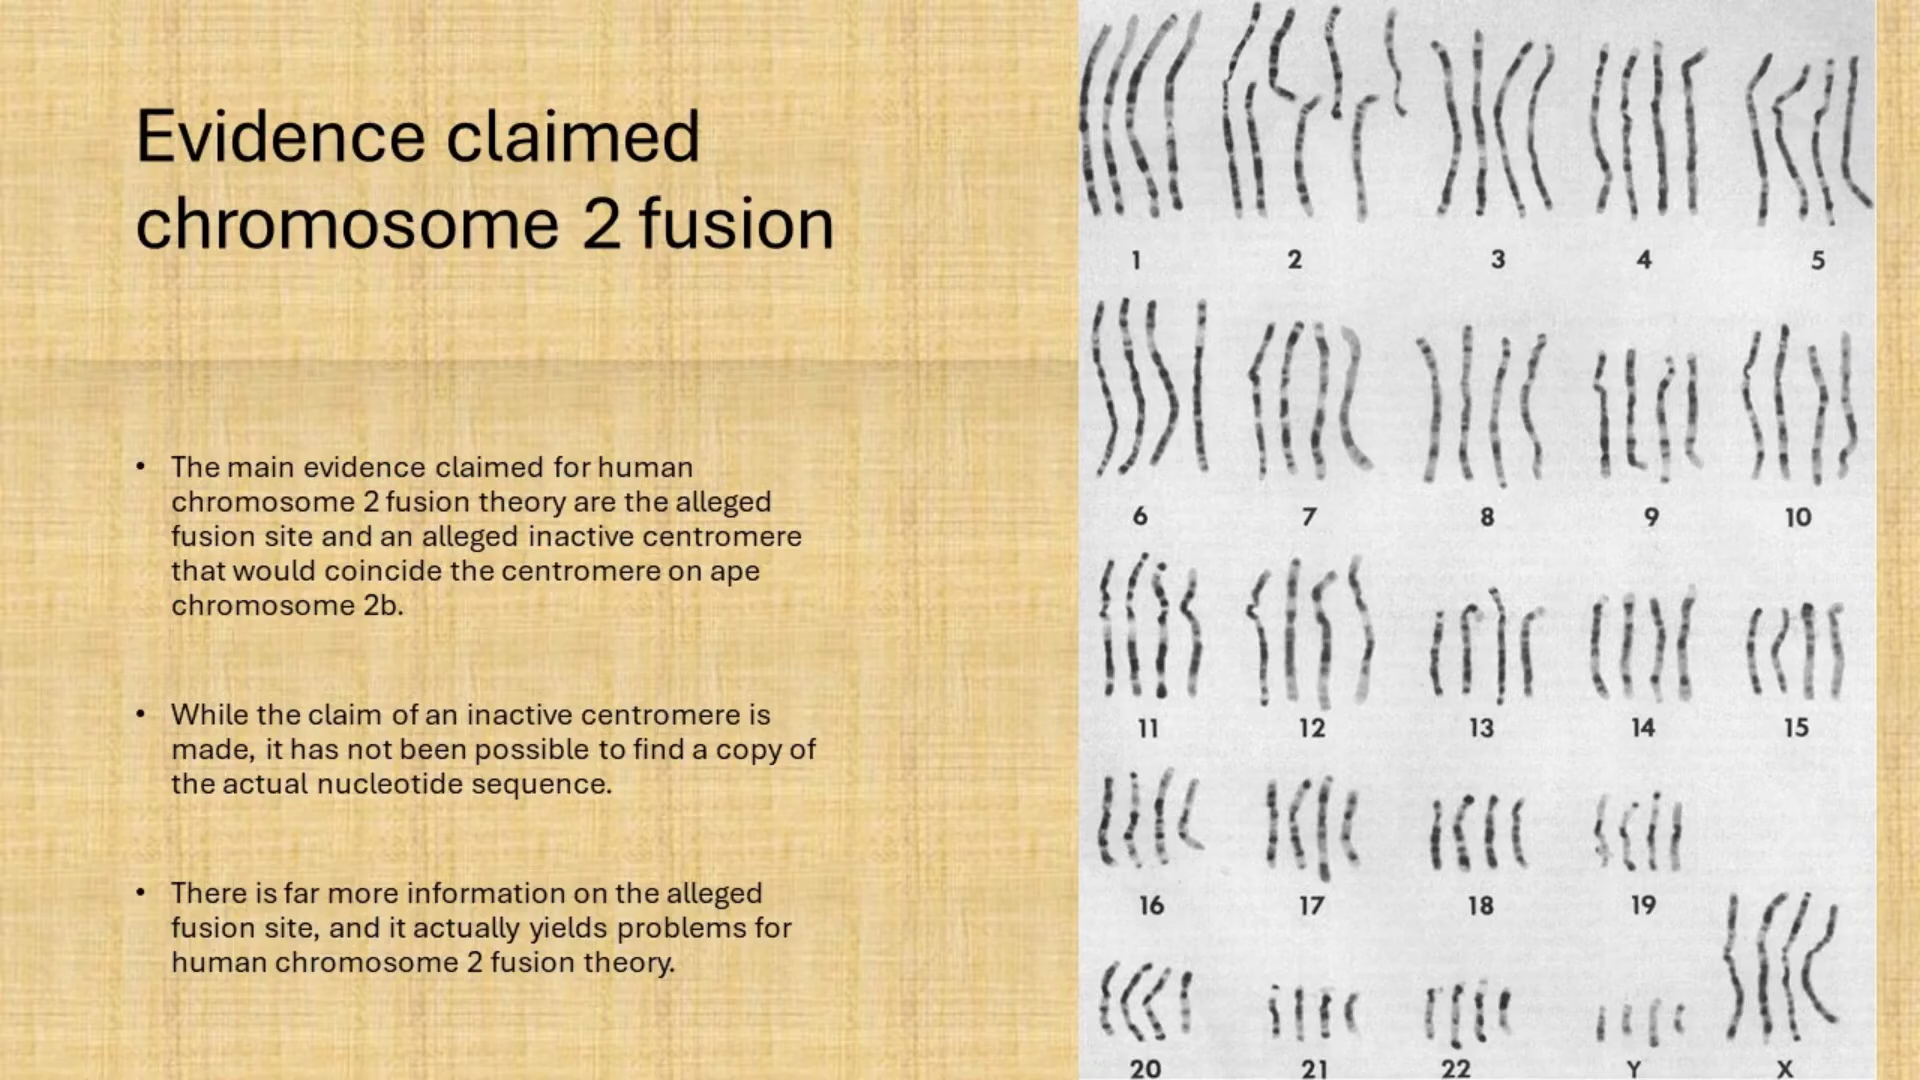 Evidence claimed
chromosome 2 fusion
• The main evidence claimed for human
chromosome 2 fusion theory are the alleged
fusion site and an alleged inactive centromere
that would coincide the centromere on ape
chromosome 2b.
• While the claim of an inactive centromere is
made, it has not been possible to find a copy of
the actual nucleotide sequence.
• There is far more information on the alleged
fusion site, and it actually yields problems for
human chromosome 2 fusion theory.
1 2 3 4 5
6 7 8 9 10
11 12 13 14 15
16 17 18 19
20 21 22 Y X